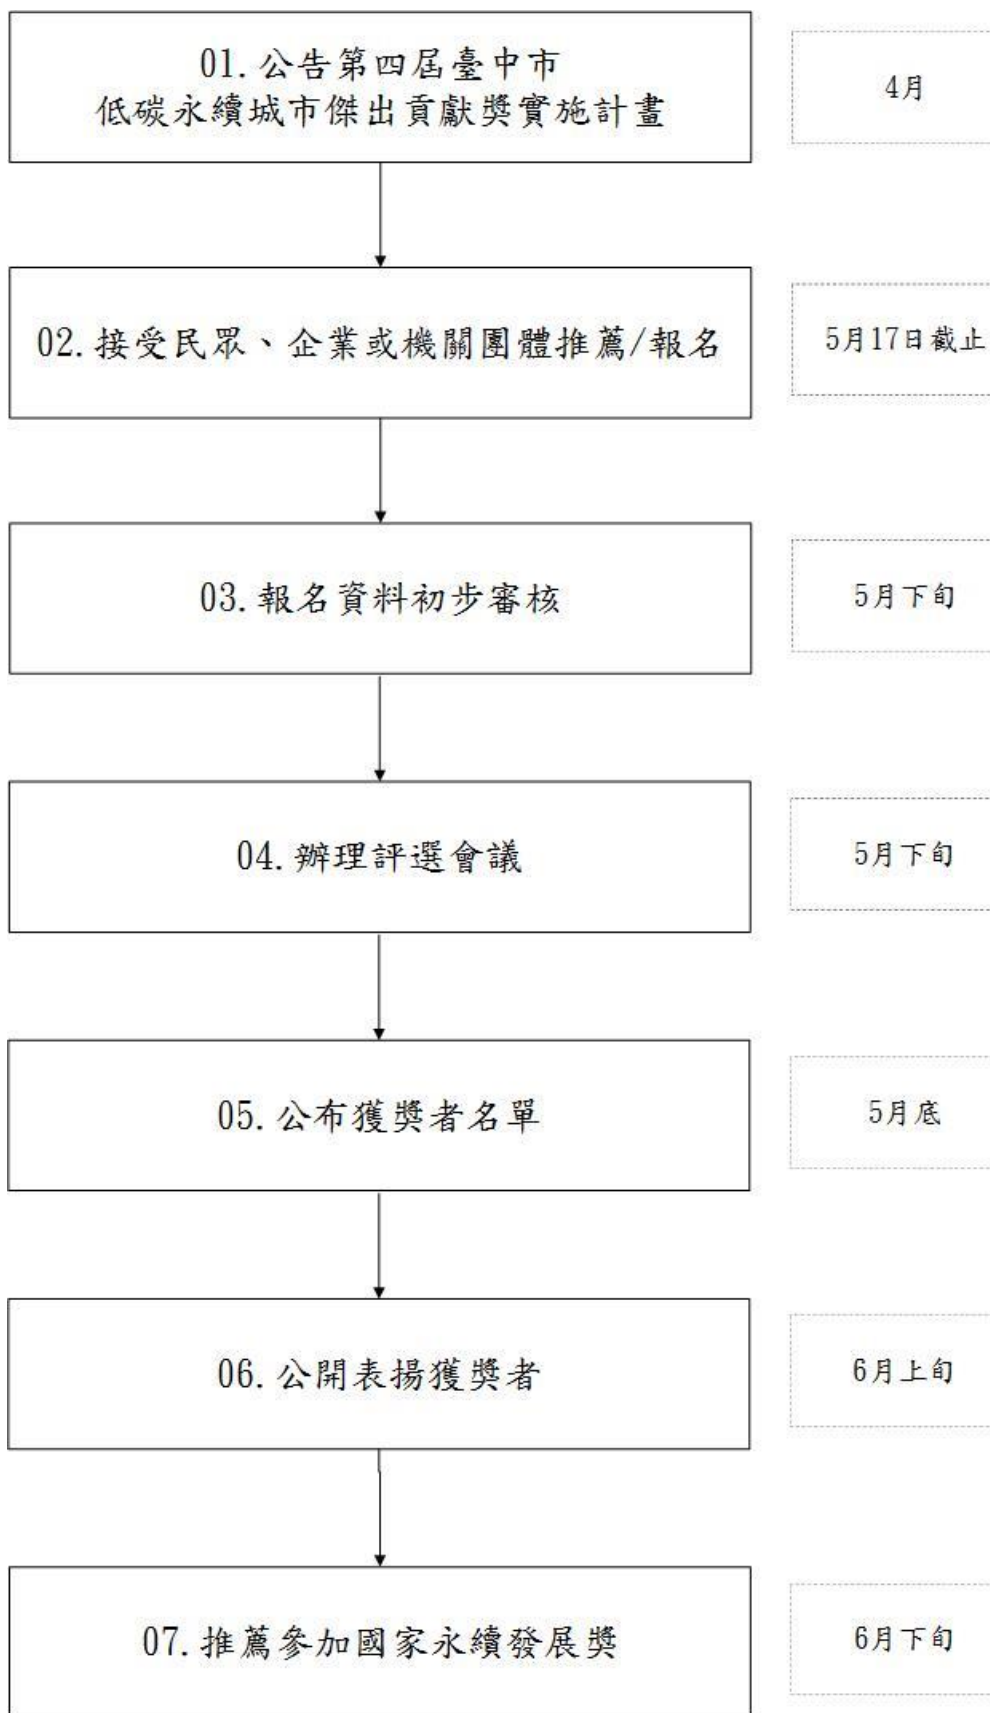 01.公告第四屆臺中市
低碳永續城市傑出貢獻獎實施計畫
4月
02.接受民眾、企業或機關團體推薦/報名
5月17日截止
03.報名資料初步審核
5月下旬
04.辦理評選會議
5月下旬
05.公布獲獎者名單
5月底
06.公開表揚獲獎者
6月上旬
07.推薦參加國家永續發展獎
6月下旬